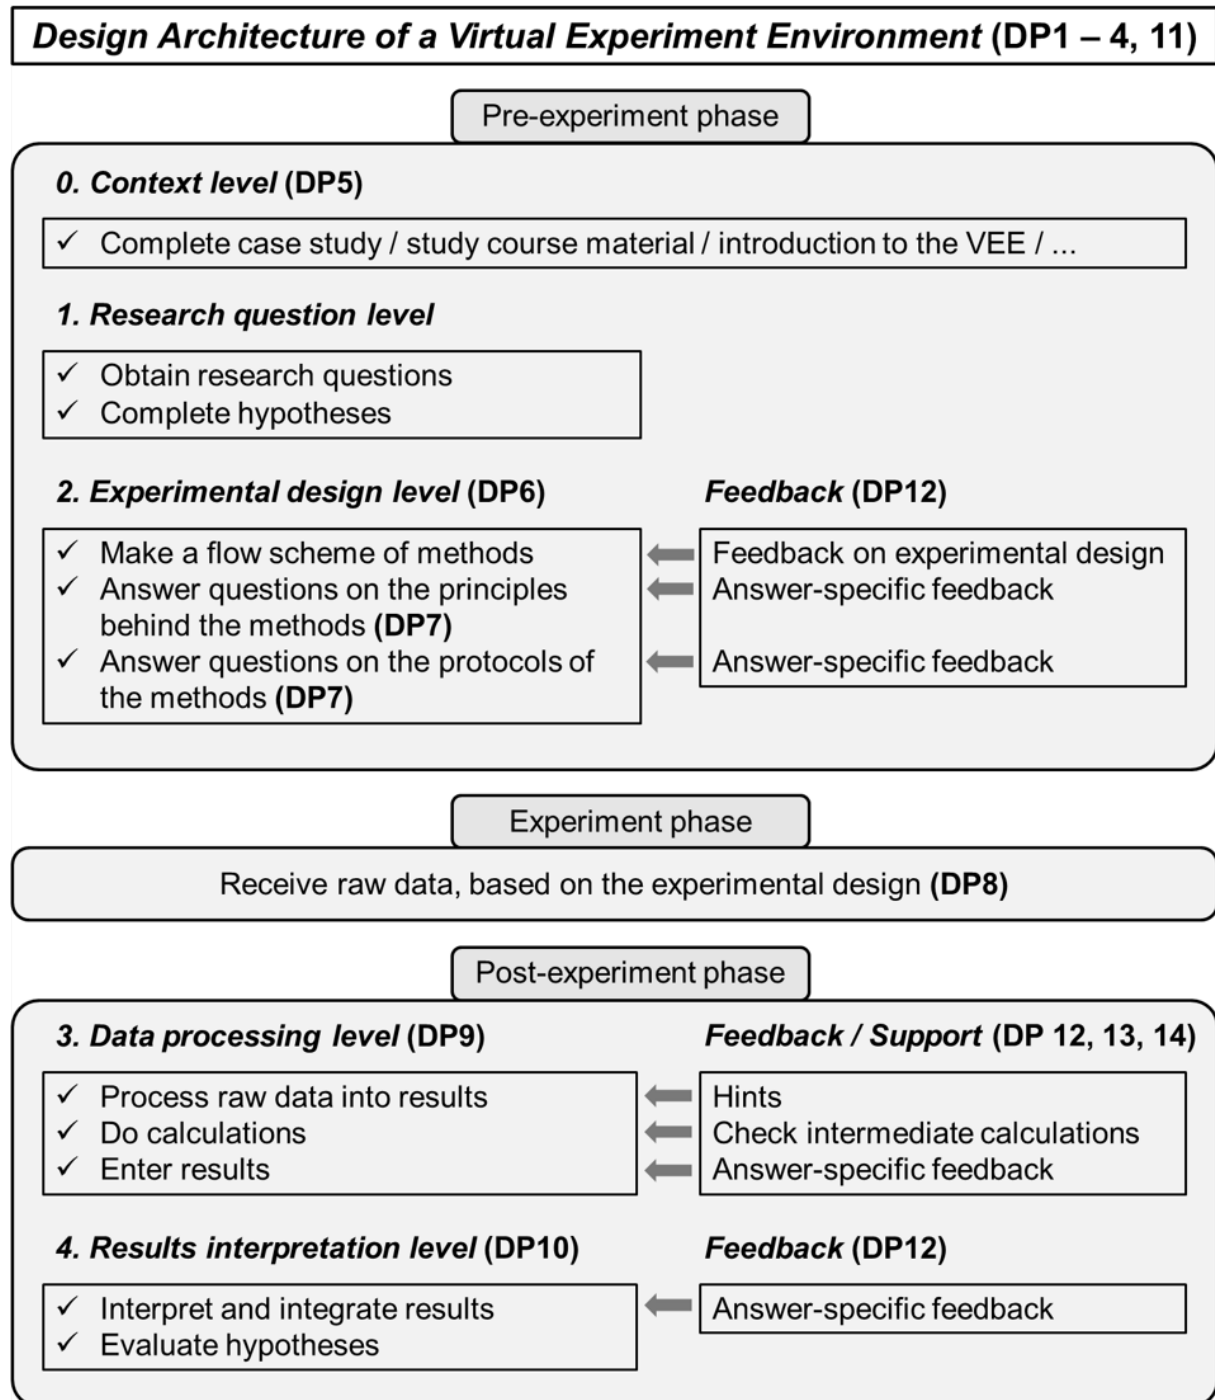 Design Architecture of a Virtual Experiment Environment (DP1 – 4, 11)
Pre-experiment phase
0. Context level (DP5)
✓ Complete case study / study course material / introduction to the VEE / ...
1. Research question level
✓ Obtain research questions
✓ Complete hypotheses
2. Experimental design level (DP6)
Feedback (DP12)
✓ Make a flow scheme of methods
Feedback on experimental design
✓ Answer questions on the principles
behind the methods (DP7)
Answer-specific feedback
✓ Answer questions on the protocols of
the methods (DP7)
Answer-specific feedback
Experiment phase
Receive raw data, based on the experimental design (DP8)
Post-experiment phase
3. Data processing level (DP9)
Feedback / Support (DP 12, 13, 14)
✓ Process raw data into results
Hints
✓ Do calculations
Check intermediate calculations
✓ Enter results
Answer-specific feedback
4. Results interpretation level (DP10)
Feedback (DP12)
✓ Interpret and integrate results
Answer-specific feedback
✓ Evaluate hypotheses